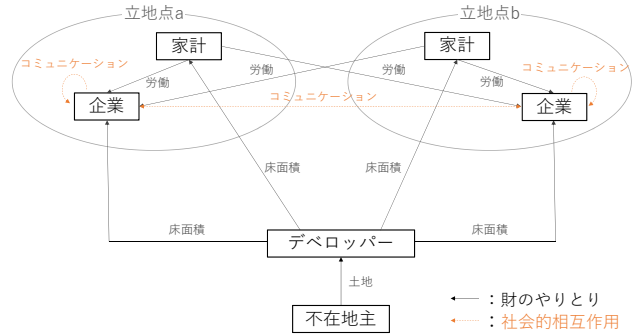 立地点a
立地点b
家計
家計
コミュニケーション
労働
労働
労働
労働
コミュニケーション
企業
コミュニケーション
企業
床面積
床面積
床面積
床面積
デベロッパー
土地
不在地主
：財のやりとり
：社会的相互作用